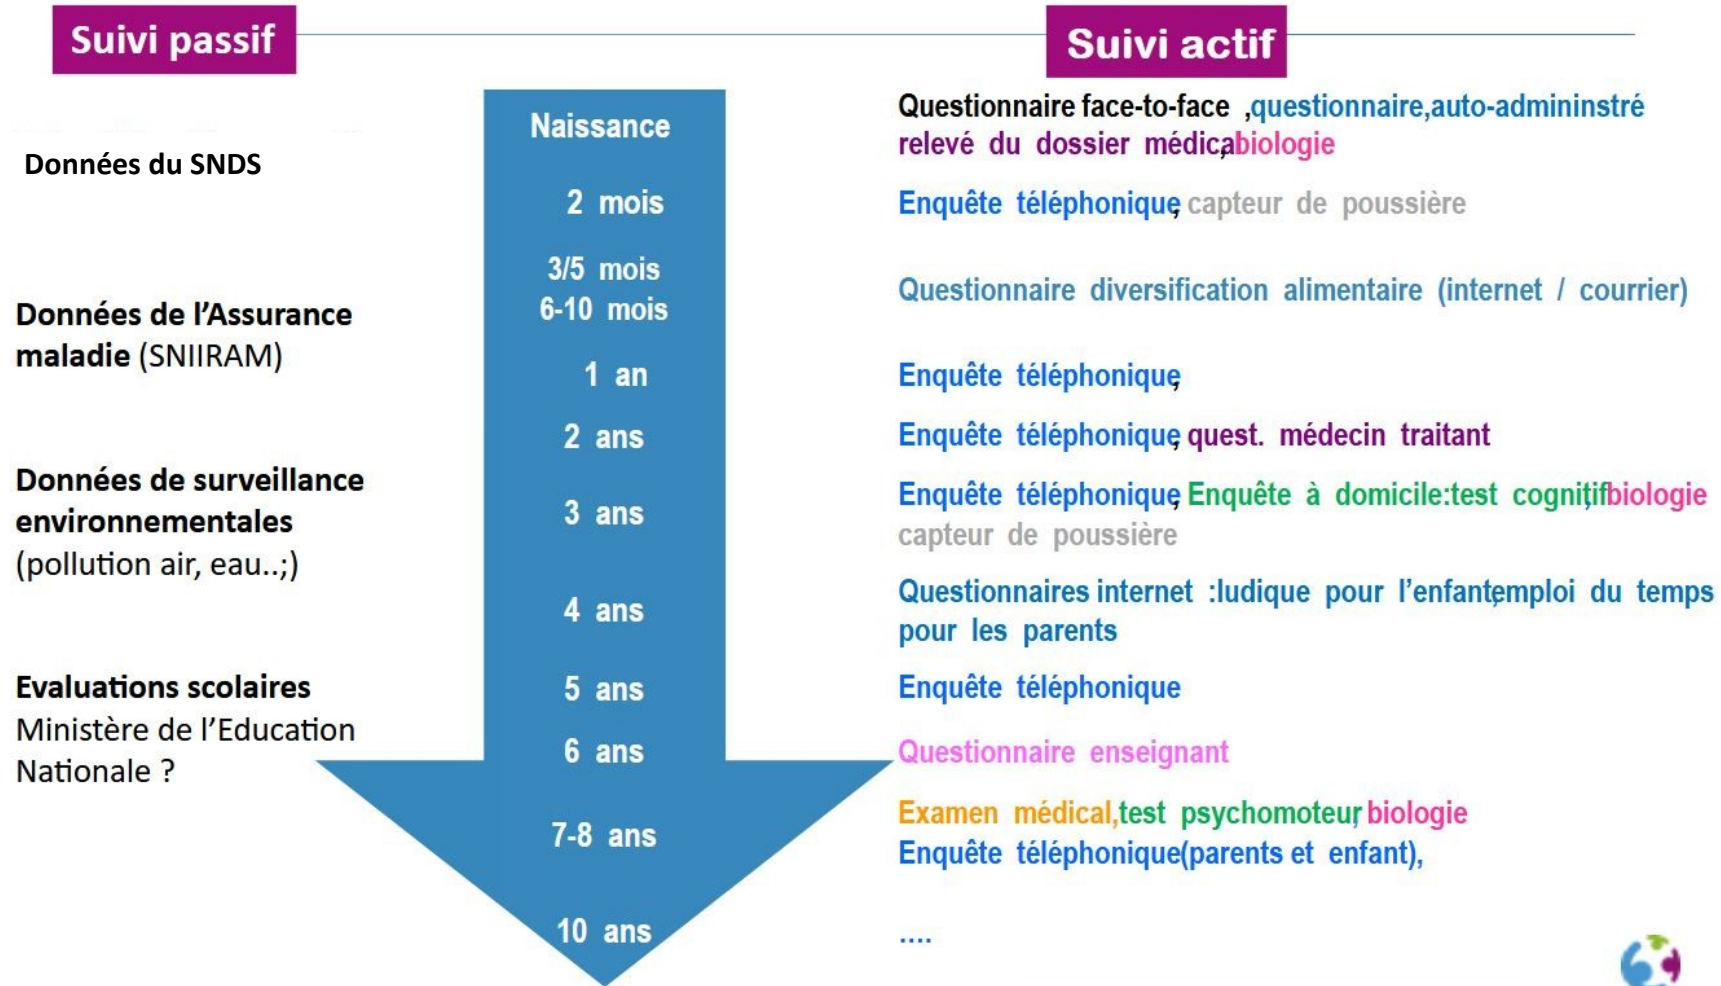 Suivi passif
Suivi actif
Données du SNDS
Données de l’Assurance
maladie (SNIIRAM)
Données de surveillance
environnementales
(pollution air, eau..;)
Evaluations scolaires
Ministère de l’Education
Nationale ?
Naissance
2 mois
3/5 mois
6-10 mois
1 an
2 ans
3 ans
4 ans
5 ans
6 ans
7-8 ans
10 ans
Questionnaire face-to-face ,questionnaire,auto-admininstré
relevé du dossier médica,biologie
Enquête téléphonique, capteur de poussière
Questionnaire diversification alimentaire (internet / courrier)
Enquête téléphonique,
Enquête téléphonique, quest. médecin traitant
Enquête téléphonique, Enquête à domicile:test cognitif,biologie
capteur de poussière
Questionnaires internet :ludique pour l’enfant,emploi du temps
pour les parents
Enquête téléphonique
Questionnaire enseignant
Examen médical,test psychomoteur, biologie
Enquête téléphonique(parents et enfant),
....